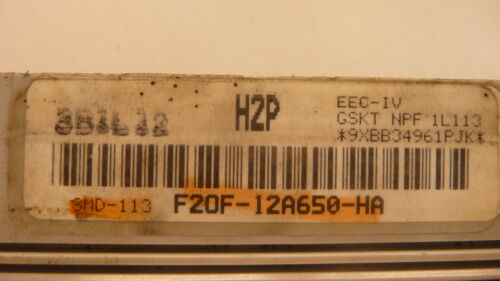 3B1L12 H2P EEC-IV
GSKT NPF 1L113
*9XBB34961PJK*
SMD-113 F2OF-12A650-HA